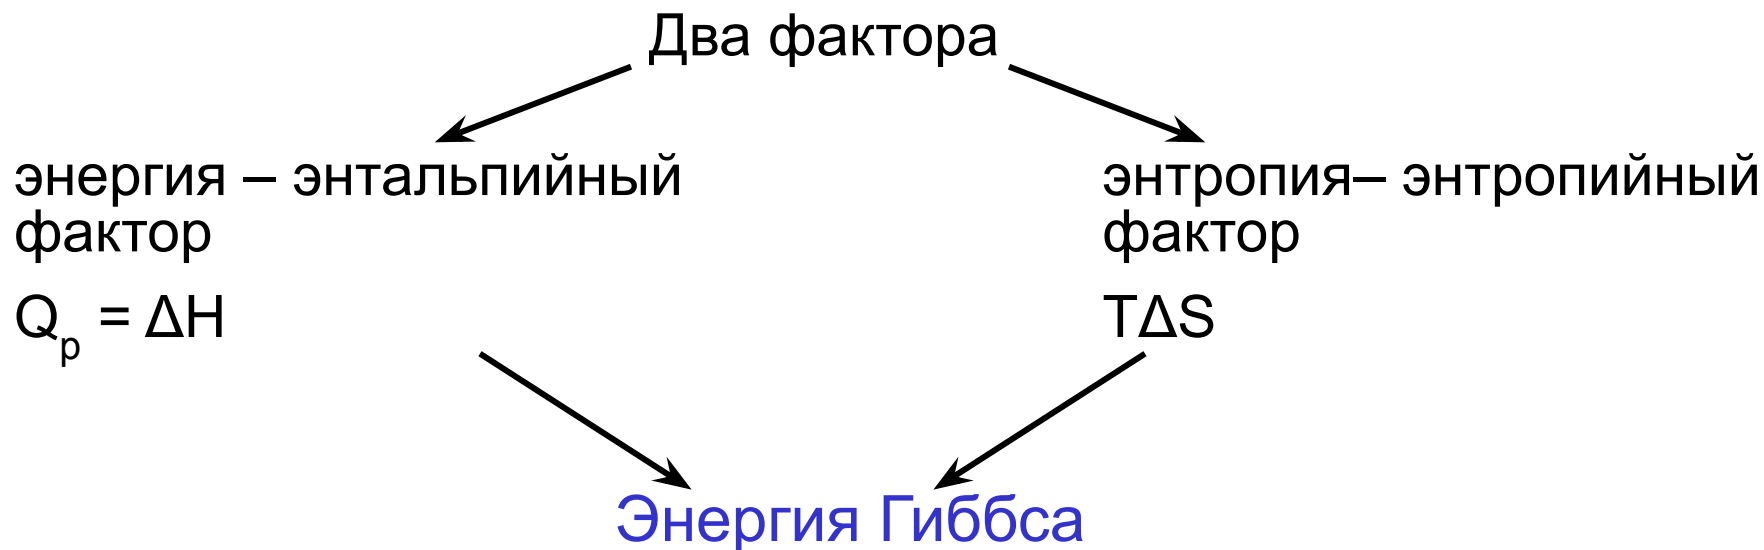 Два фактора
энергия – энтальпийный
фактор
Qp = ΔH
энтропия– энтропийный
фактор
TΔS
Энергия Гиббса